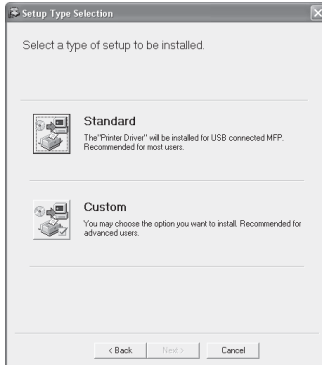 Setup Type Selection
Select a type of setup to be installed.
Standard
The"Printer Driver" will be installed for USB connected MFP.
Recommended for most users.
Custom
You may choose the option you want to install. Recommended for
advanced users.
< Back
Next >
Cancel